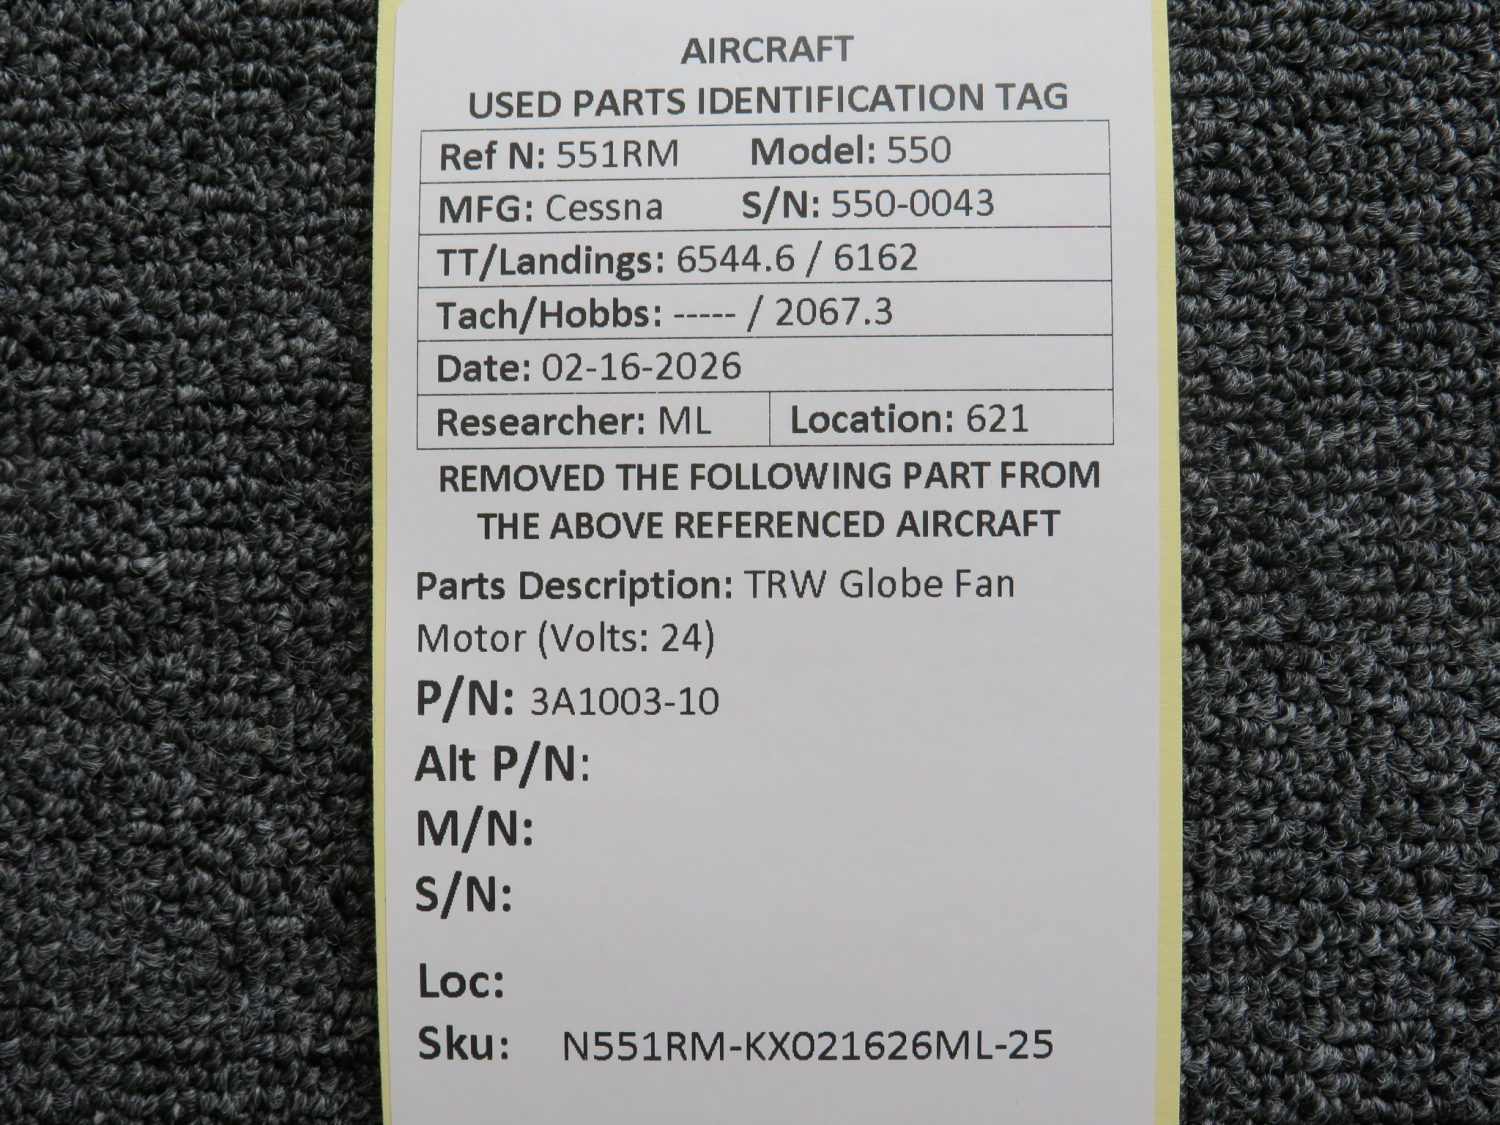 AIRCRAFT
USED PARTS IDENTIFICATION TAG
Ref N: 551RM Model: 550
MFG: Cessna S/N: 550-0043
TT/Landings: 6544.6 / 6162
Tach/Hobbs: ----- / 2067.3
Date: 02-16-2026
Researcher: ML Location: 621
REMOVED THE FOLLOWING PART FROM
THE ABOVE REFERENCED AIRCRAFT
Parts Description: TRW Globe Fan
Motor (Volts: 24)
P/N: 3A1003-10
Alt P/N:
M/N:
S/N:
Loc:
Sku: N551RM-KX021626ML-25